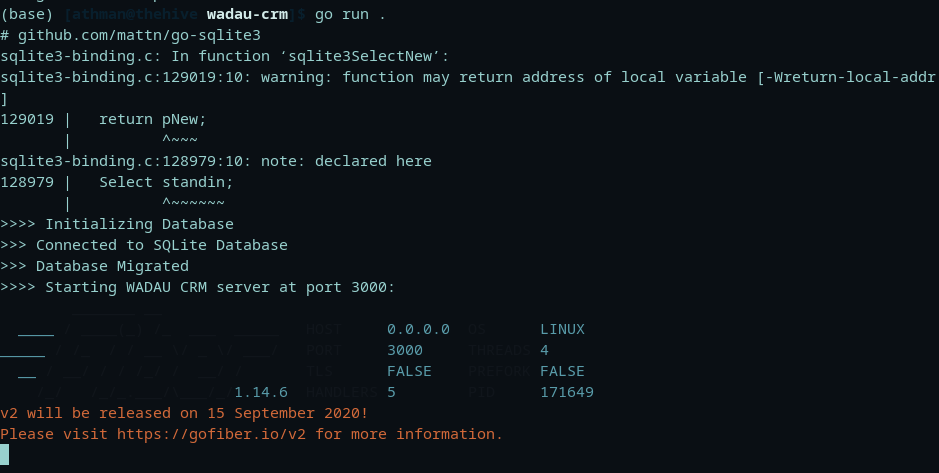 (base) [athman@thehive wadau-crm]$ go run .
# github.com/mattn/go-sqlite3
sqlite3-binding.c: In function ‘sqlite3SelectNew’:
sqlite3-binding.c:129019:10: warning: function may return address of local variable [-Wreturn-local-addr
]
129019 |   return pNew;
       |          ^~~~
sqlite3-binding.c:128979:10: note: declared here
128979 |   Select standin;
       |          ^~~~~~~
>>>> Initializing Database
>>> Connected to SQLite Database
>>> Database Migrated
>>>> Starting WADAU CRM server at port 3000:
HOST     0.0.0.0  OS      LINUX
PORT     3000     THREADS 4
TLS      FALSE    PREFORK FALSE
1.14.6  HANDLERS 5        PID     171649
v2 will be released on 15 September 2020!
Please visit https://gofiber.io/v2 for more information.